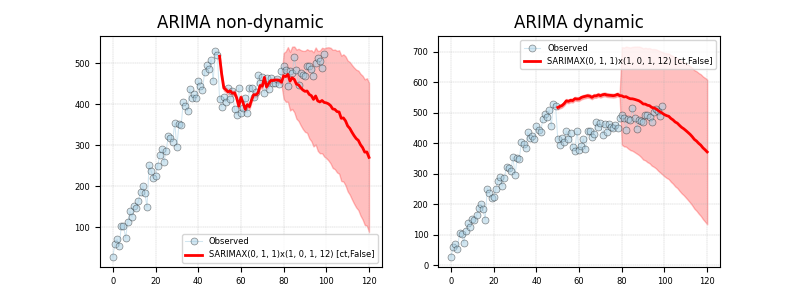 ARIMA non-dynamic
500
400
300
200
100
0 20 40 60 80 100 120
Observed
SARIMAX(0, 1, 1)x(1, 0, 1, 12) [ct,False]
ARIMA dynamic
700
600
500
400
300
200
100
0
0 20 40 60 80 100 120
Observed
SARIMAX(0, 1, 1)x(1, 0, 1, 12) [ct,False]